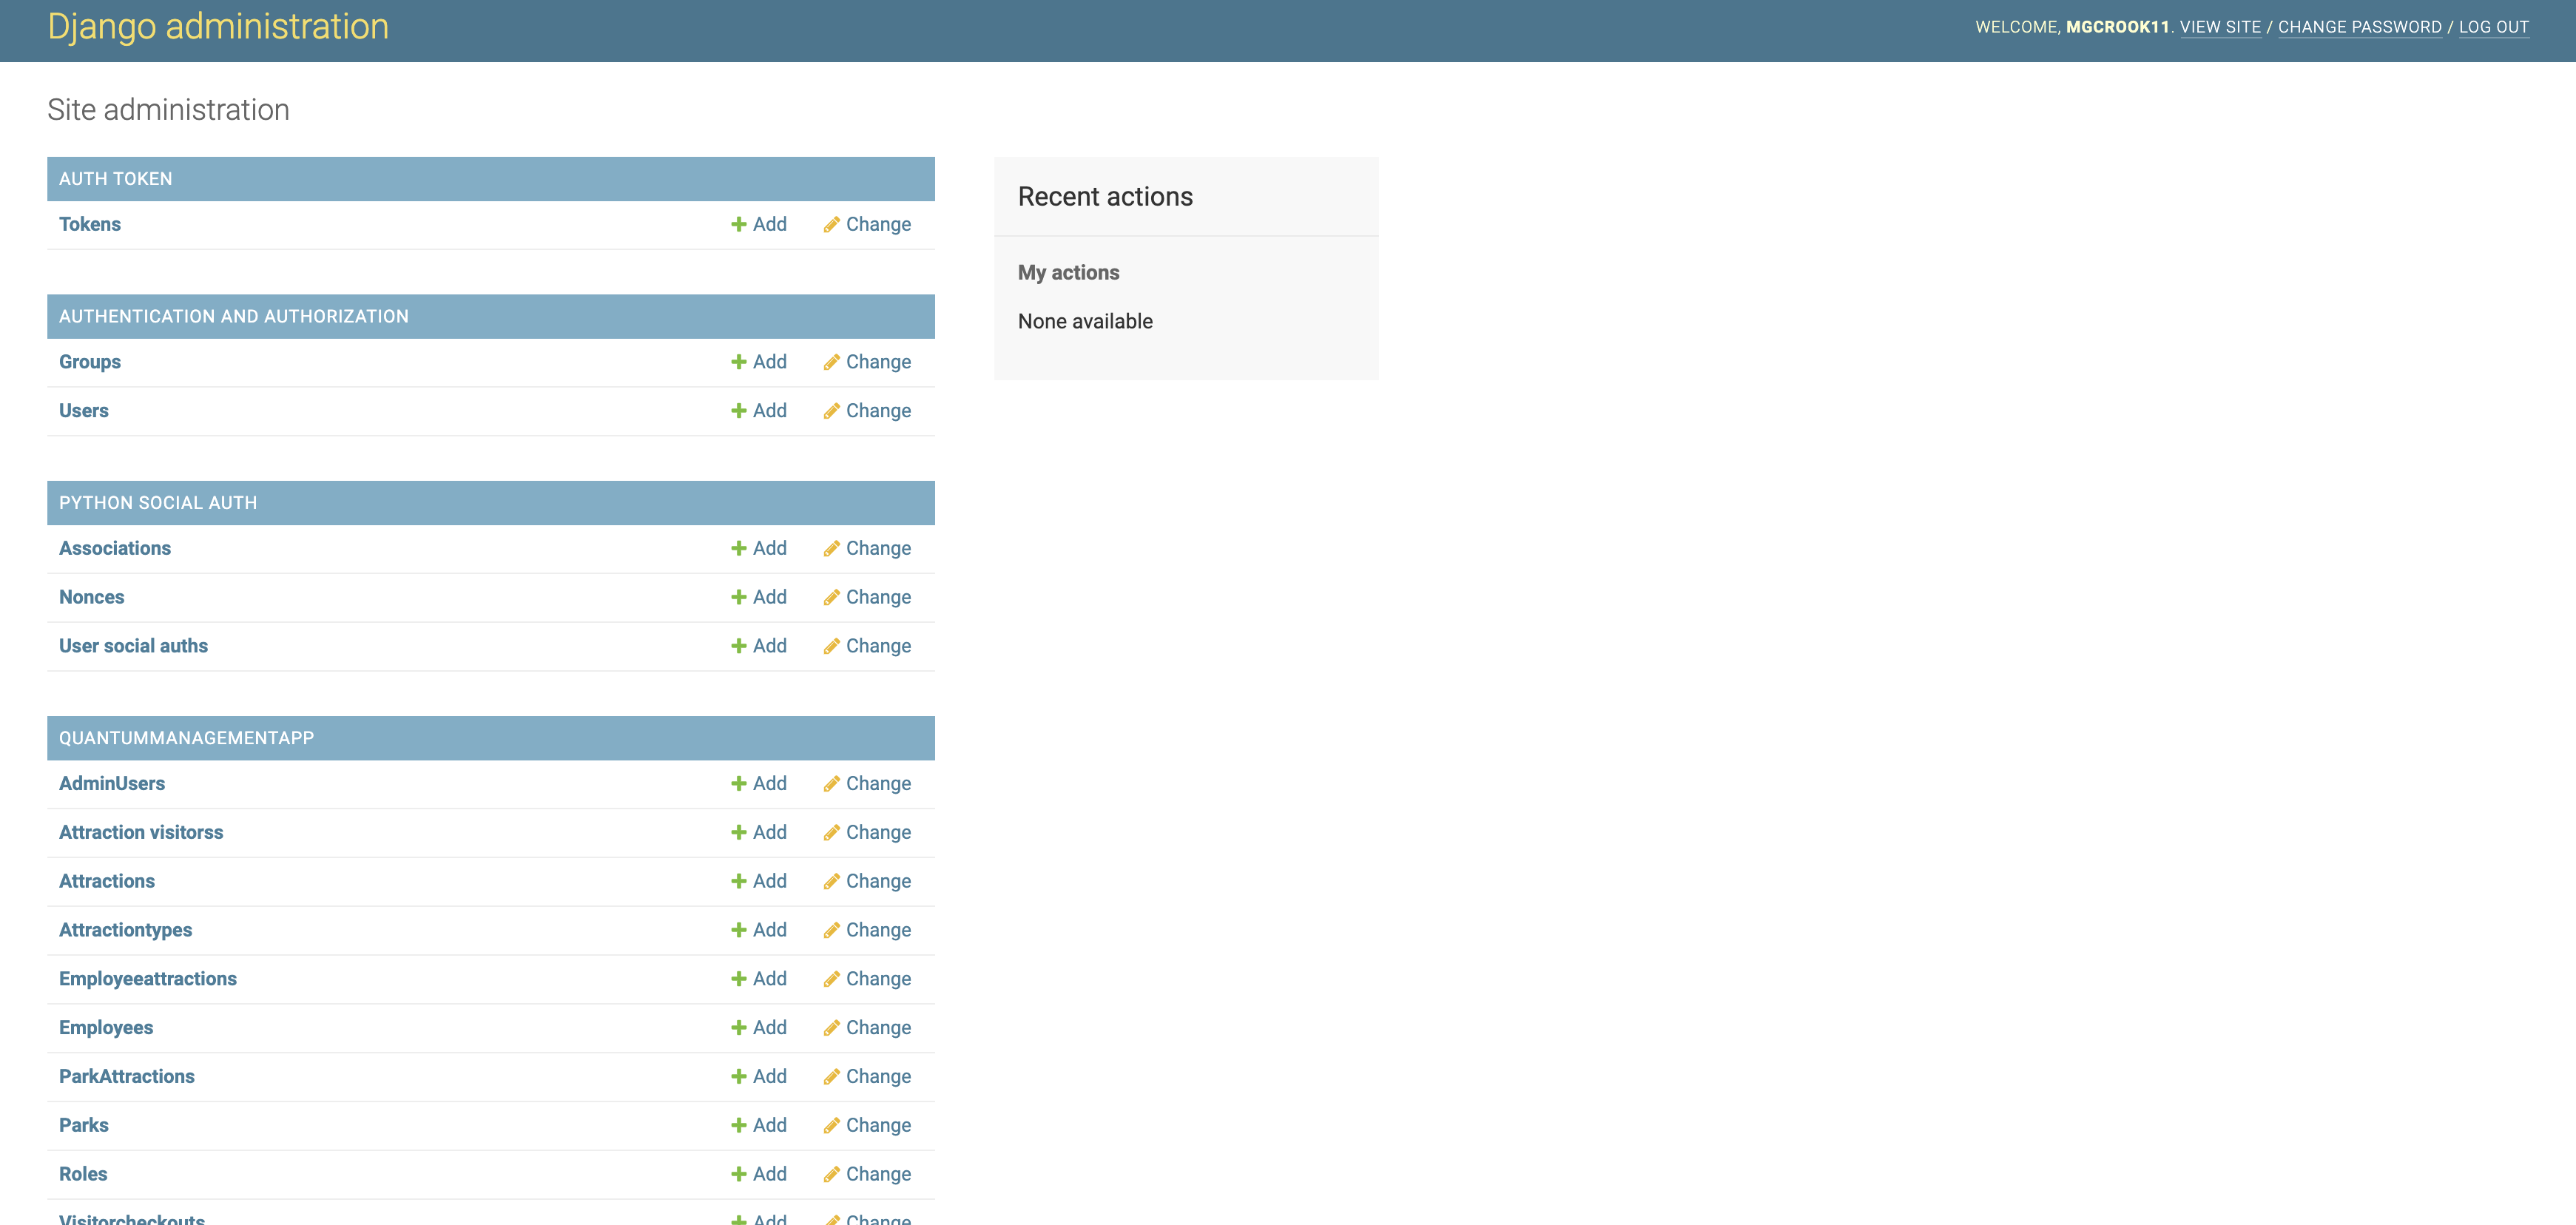 Django administration
WELCOME, MGCROOK11. VIEW SITE / CHANGE PASSWORD / LOG OUT
Site administration
AUTH TOKEN
Tokens Add Change
AUTHENTICATION AND AUTHORIZATION
Groups Add Change
Users Add Change
PYTHON SOCIAL AUTH
Associations Add Change
Nonces Add Change
User social auths Add Change
QUANTUMMANAGEMENTAPP
AdminUsers Add Change
Attraction visitorss Add Change
Attractions Add Change
Attractiontypes Add Change
Employeeattractions Add Change
Employees Add Change
ParkAttractions Add Change
Parks Add Change
Roles Add Change
Visitorcheckouts Add Change
Recent actions
My actions
None available